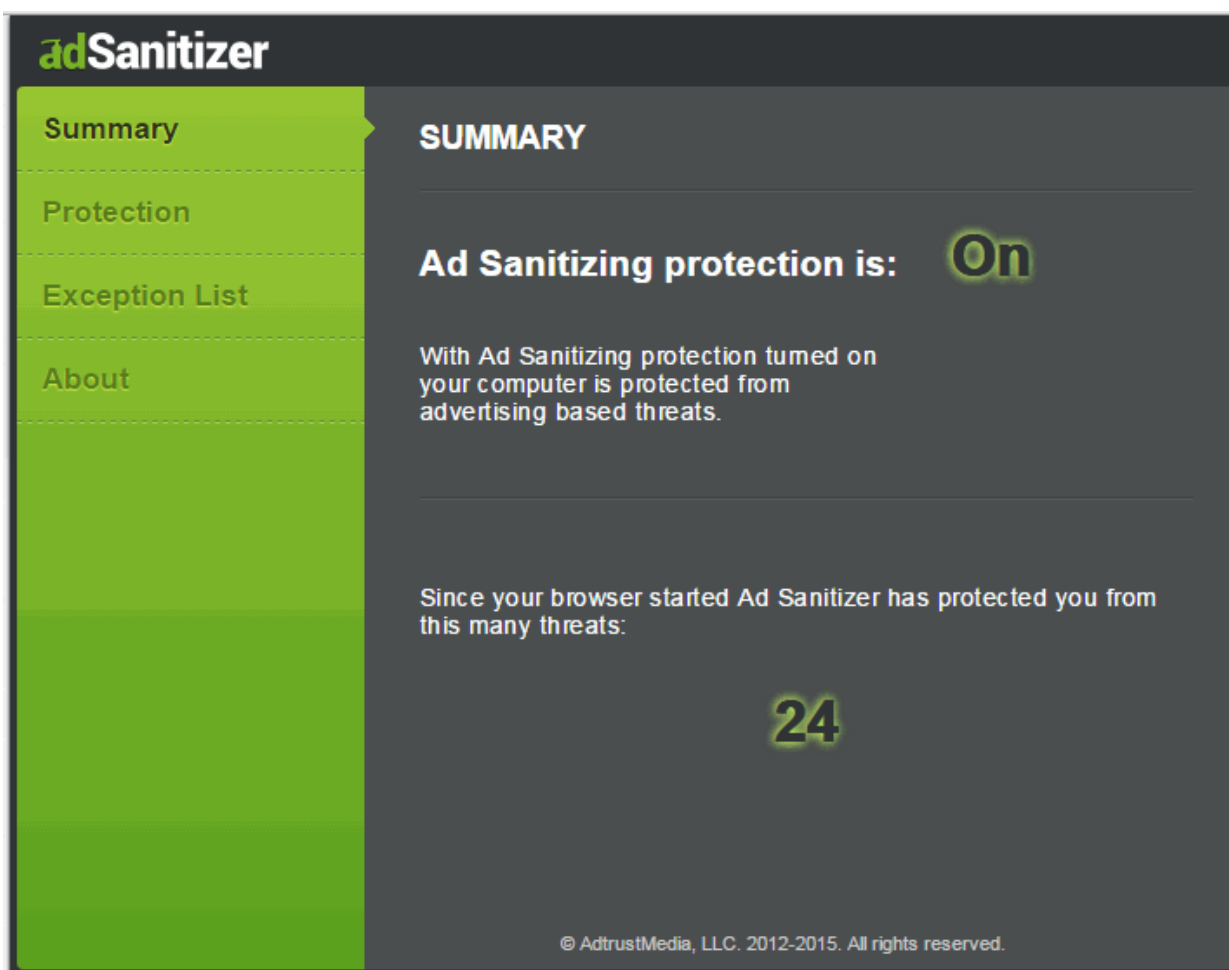 adSanitizer
Summary
Protection
Exception List
About
SUMMARY
Ad Sanitizing protection is: On
With Ad Sanitizing protection turned on
your computer is protected from
advertising based threats.
Since your browser started Ad Sanitizer has protected you from
this many threats:
24
© AdtrustMedia, LLC. 2012-2015. All rights reserved.